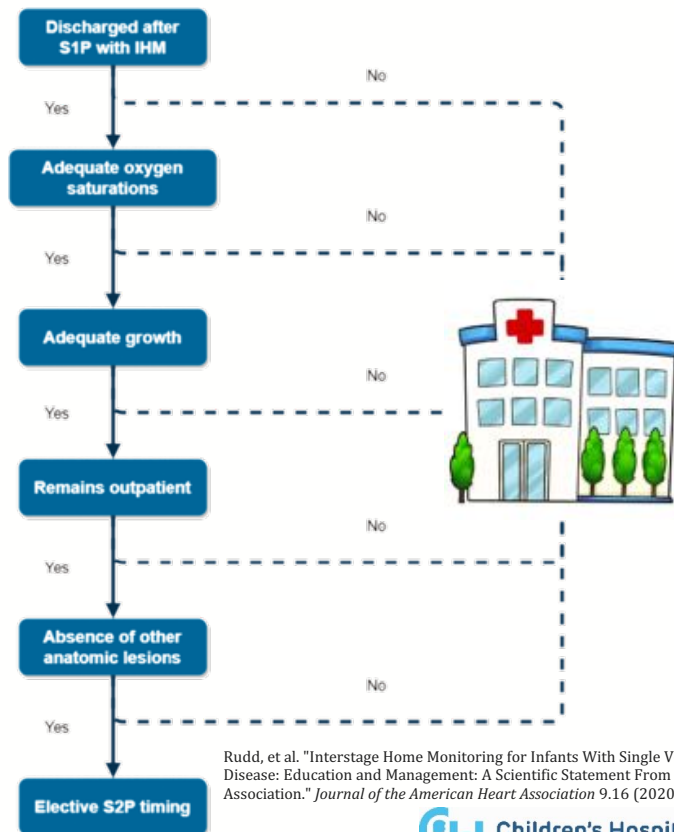 Discharged after
S1P with IHM
No
Yes
Adequate oxygen
saturations
No
Yes
Adequate growth
No
Yes
Remains outpatient
No
Yes
Absence of other
anatomic lesions
No
Yes
Rudd, et al. "Interstage Home Monitoring for Infants With Single V
Disease: Education and Management: A Scientific Statement From
Association." Journal of the American Heart Association 9.16 (2020
Elective S2P timing
Children's Hospit